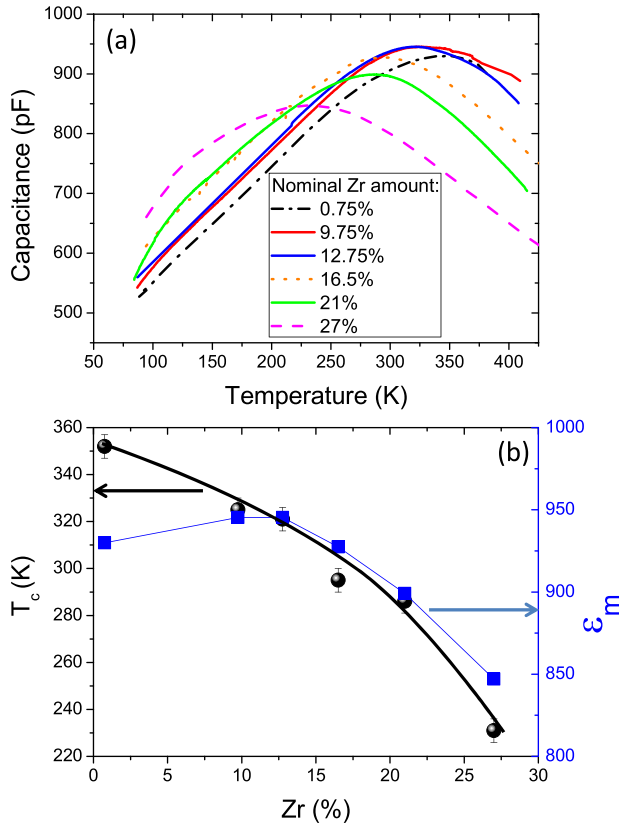 (a)
1000
900
800
700
600
500
Capacitance (pF)
Nominal Zr amount:
0.75%
9.75%
12.75%
16.5%
21%
27%
50 100 150 200 250 300 350 400
Temperature (K)
(b)
360
340
320
300
280
260
240
220
T_c (K)
1000
950
900
850
800
ε_m
0 5 10 15 20 25 30
Zr (%)